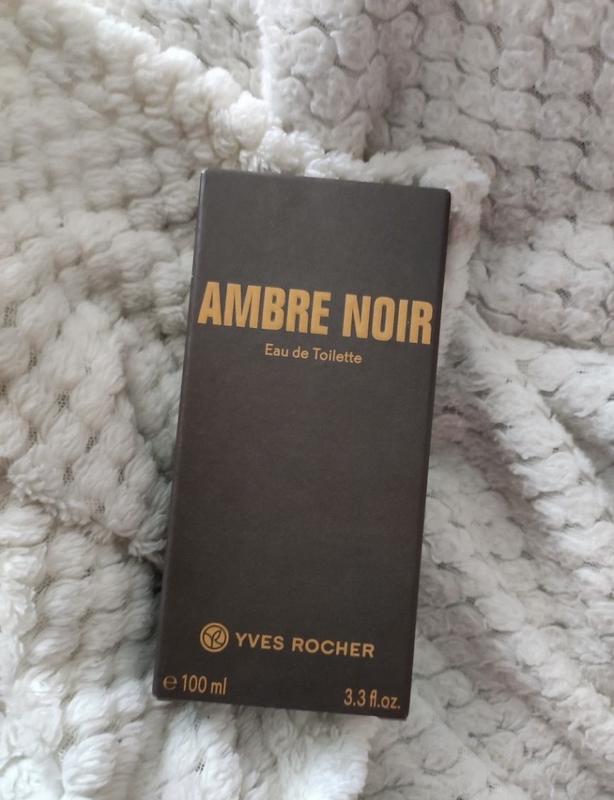 AMBRE NOIR
Eau de Toilette
YVES ROCHER
℮ 100 ml 3.3 fl.oz.